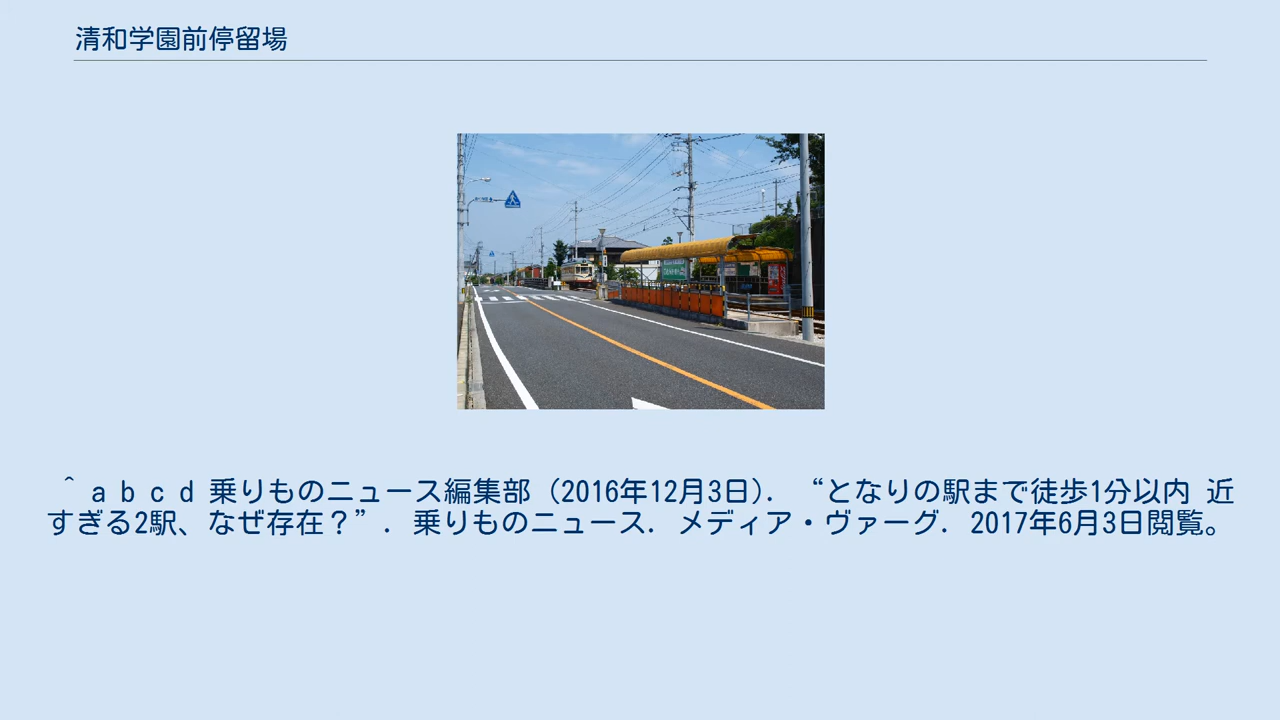 清和学園前停留場
^ a b c d 乗りものニュース編集部 (2016年12月3日). “となりの駅まで徒歩1分以内 近
すぎる2駅、なぜ存在？”. 乗りものニュース. メディア・ヴァーグ. 2017年6月3日閲覧。